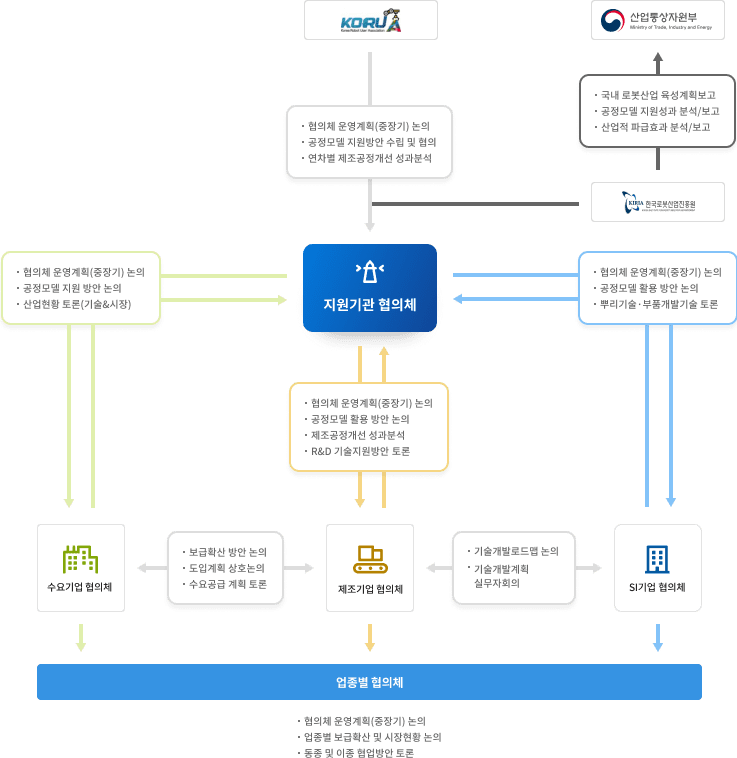 KORUA
Korea Robot User Association
산업통상자원부
Ministry of Trade, Industry and Energy
· 국내 로봇산업 육성계획보고
· 공정모델 지원성과 분석/보고
· 산업적 파급효과 분석/보고
· 협의체 운영계획(중장기) 논의
· 공정모델 지원방안 수립 및 협의
· 연차별 제조공정개선 성과분석
KIRIA 한국로봇산업진흥원
지원기관 협의체
· 협의체 운영계획(중장기) 논의
· 공정모델 지원 방안 논의
· 산업현황 토론(기술&시장)
· 협의체 운영계획(중장기) 논의
· 공정모델 활용 방안 논의
· 뿌리기술·부품개발기술 토론
· 협의체 운영계획(중장기) 논의
· 공정모델 활용 방안 논의
· 제조공정개선 성과분석
· R&D 기술지원방안 토론
수요기업 협의체
· 보급확산 방안 논의
· 도입계획 상호논의
· 수요공급 계획 토론
제조기업 협의체
· 기술개발로드맵 논의
· 기술개발계획
실무자회의
SI기업 협의체
업종별 협의체
· 협의체 운영계획(중장기) 논의
· 업종별 보급확산 및 시장현황 논의
· 동종 및 이종 협업방안 토론